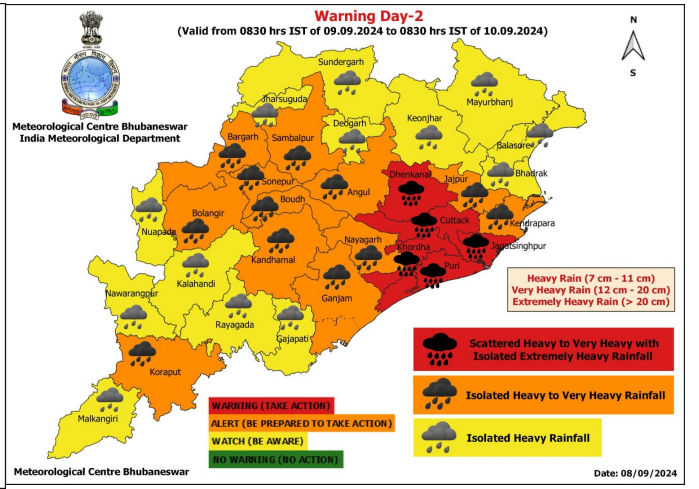 Warning Day-2
(Valid from 0830 hrs IST of 09.09.2024 to 0830 hrs IST of 10.09.2024)
N
S
Meteorological Centre Bhubaneswar
India Meteorological Department
Sundergarh
Jharsuguda
Mayurbhanj
Deogarh
Keonjhar
Bargarh
Sambalpur
Balasore
Sonepur
Angul
Dhenkanal
Jajpur
Bhadrak
Bolangir
Boudh
Cuttack
Kendrapara
Nuapada
Kandhamal
Nayagarh
Khordha
Jagatsinghpur
Kalahandi
Puri
Nawarangpur
Ganjam
Rayagada
Gajapati
Koraput
Malkangiri
Heavy Rain (7 cm - 11 cm)
Very Heavy Rain (12 cm - 20 cm)
Extremely Heavy Rain (> 20 cm)
Scattered Heavy to Very Heavy with
Isolated Extremely Heavy Rainfall
Isolated Heavy to Very Heavy Rainfall
Isolated Heavy Rainfall
WARNING (TAKE ACTION)
ALERT (BE PREPARED TO TAKE ACTION)
WATCH (BE AWARE)
NO WARNING (NO ACTION)
Meteorological Centre Bhubaneswar
Date: 08/09/2024